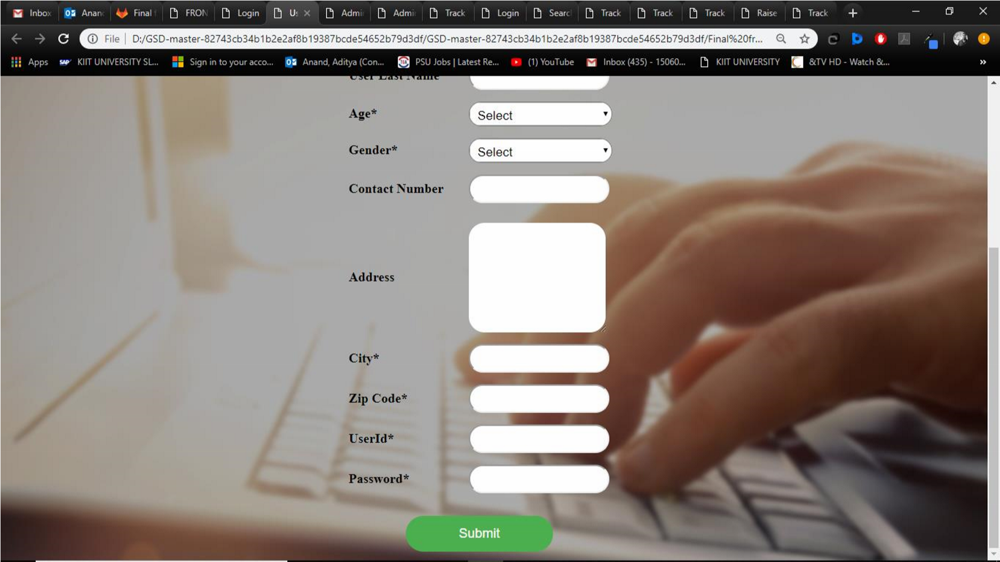 Inbox Anan Final f FRON Login Us Admi Admi Track Login Searc Track Track Track Raise Track
File D:/GSD-master-82743cb34b1b2e2af8b19387bcde54652b79d3df/GSD-master-82743cb34b1b2e2af8b19387bcde54652b79d3df/Final%20fr...
Apps SAP KIIT UNIVERSITY SL... Sign in to your acco... Anand, Aditya (Con... PSU Jobs | Latest Re... (1) YouTube Inbox (435) - 15060... KIIT UNIVERSITY &TV HD - Watch &... »
User Last Name
Age* Select
Gender* Select
Contact Number
Address
City*
Zip Code*
UserId*
Password*
Submit